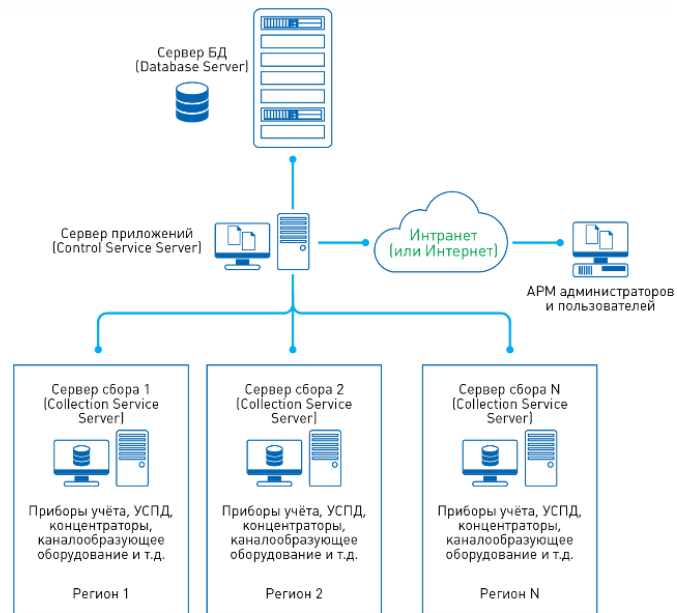 Сервер БД
(Database Server)
Сервер приложений
(Control Service Server)
Интранет
(или Интернет)
АРМ администраторов
и пользователей
Сервер сбора 1
(Collection Service
Server)
Приборы учёта, УСПД,
концентраторы,
каналообразующее
оборудование и т.д.
Регион 1
Сервер сбора 2
(Collection Service
Server)
Приборы учёта, УСПД,
концентраторы,
каналообразующее
оборудование и т.д.
Регион 2
Сервер сбора N
(Collection Service
Server)
Приборы учёта, УСПД,
концентраторы,
каналообразующее
оборудование и т.д.
Регион N